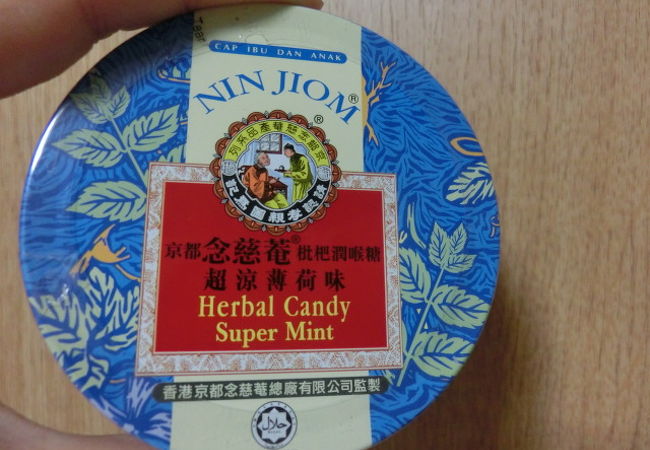 Tear
CAP IBU DAN ANAK
NIN JIOM®
®
京都念慈菴®枇杷潤喉糖
超涼薄荷味
Herbal Candy
Super Mint
香港京都念慈菴總廠有限公司監製
حلال